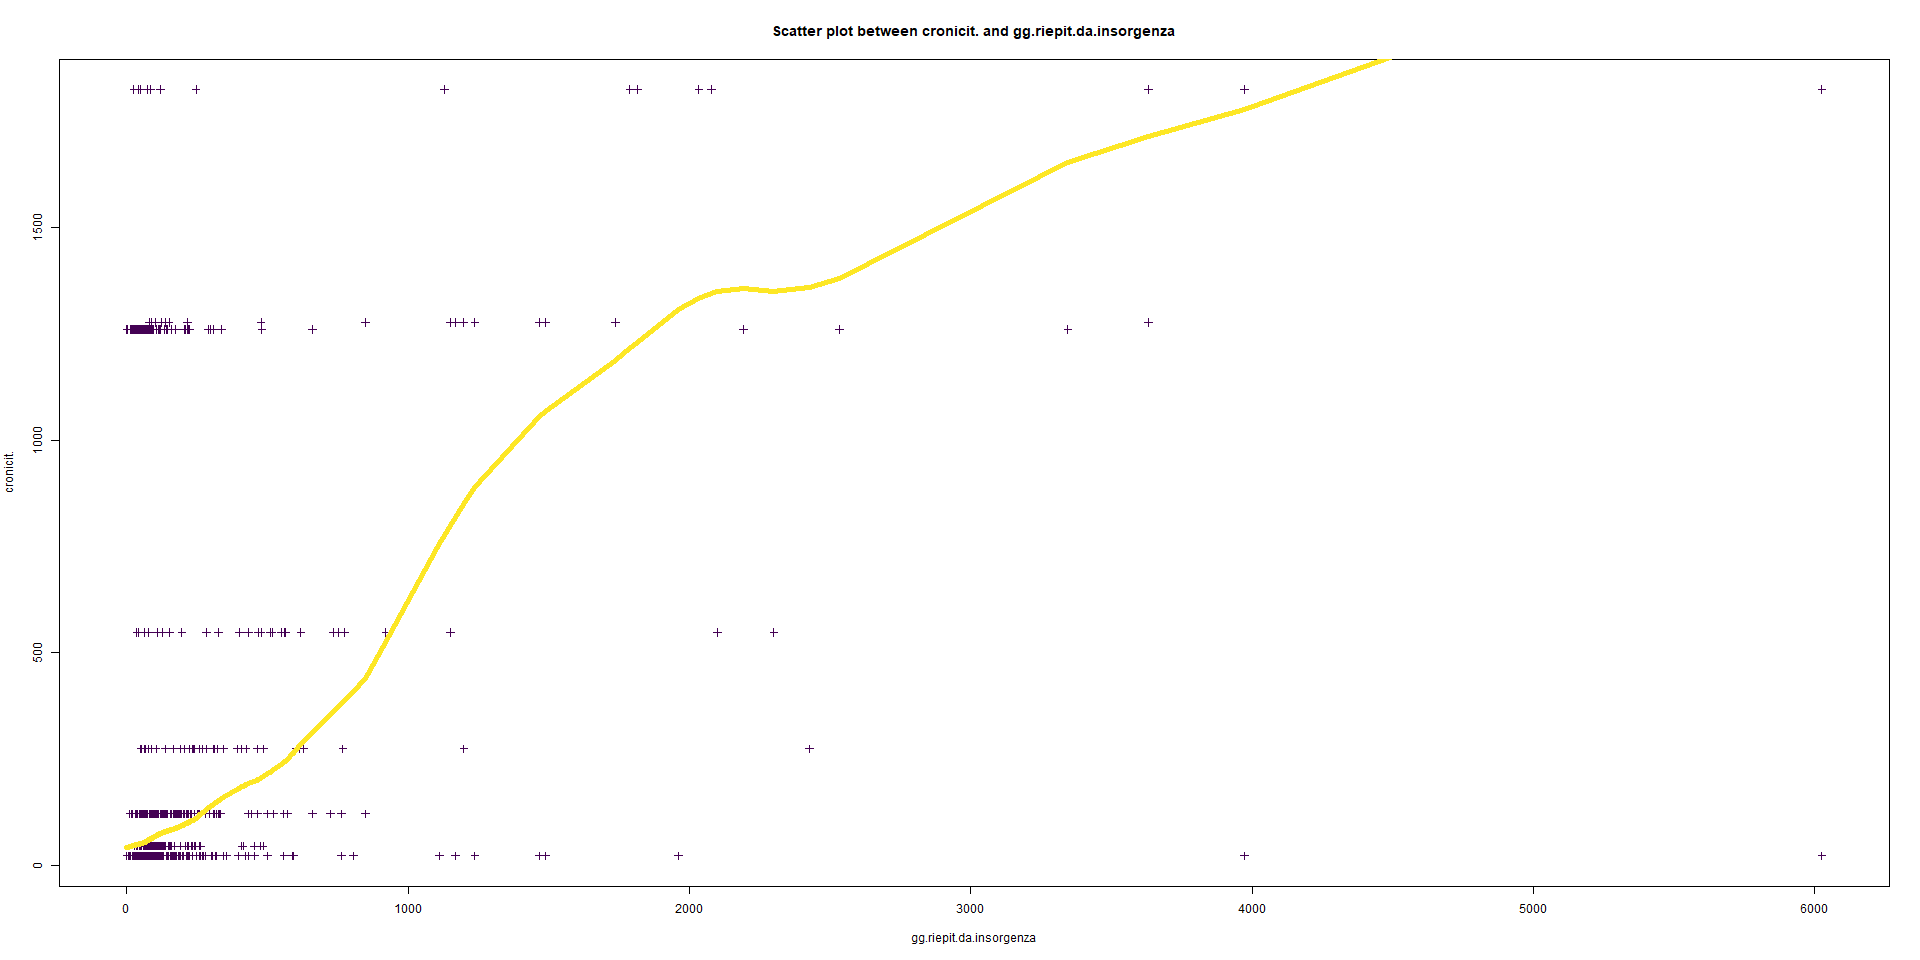 Scatter plot between cronicit. and gg.riepit.da.insorgenza
1500
1000
500
0
cronicit.
0 1000 2000 3000 4000 5000 6000
gg.riepit.da.insorgenza